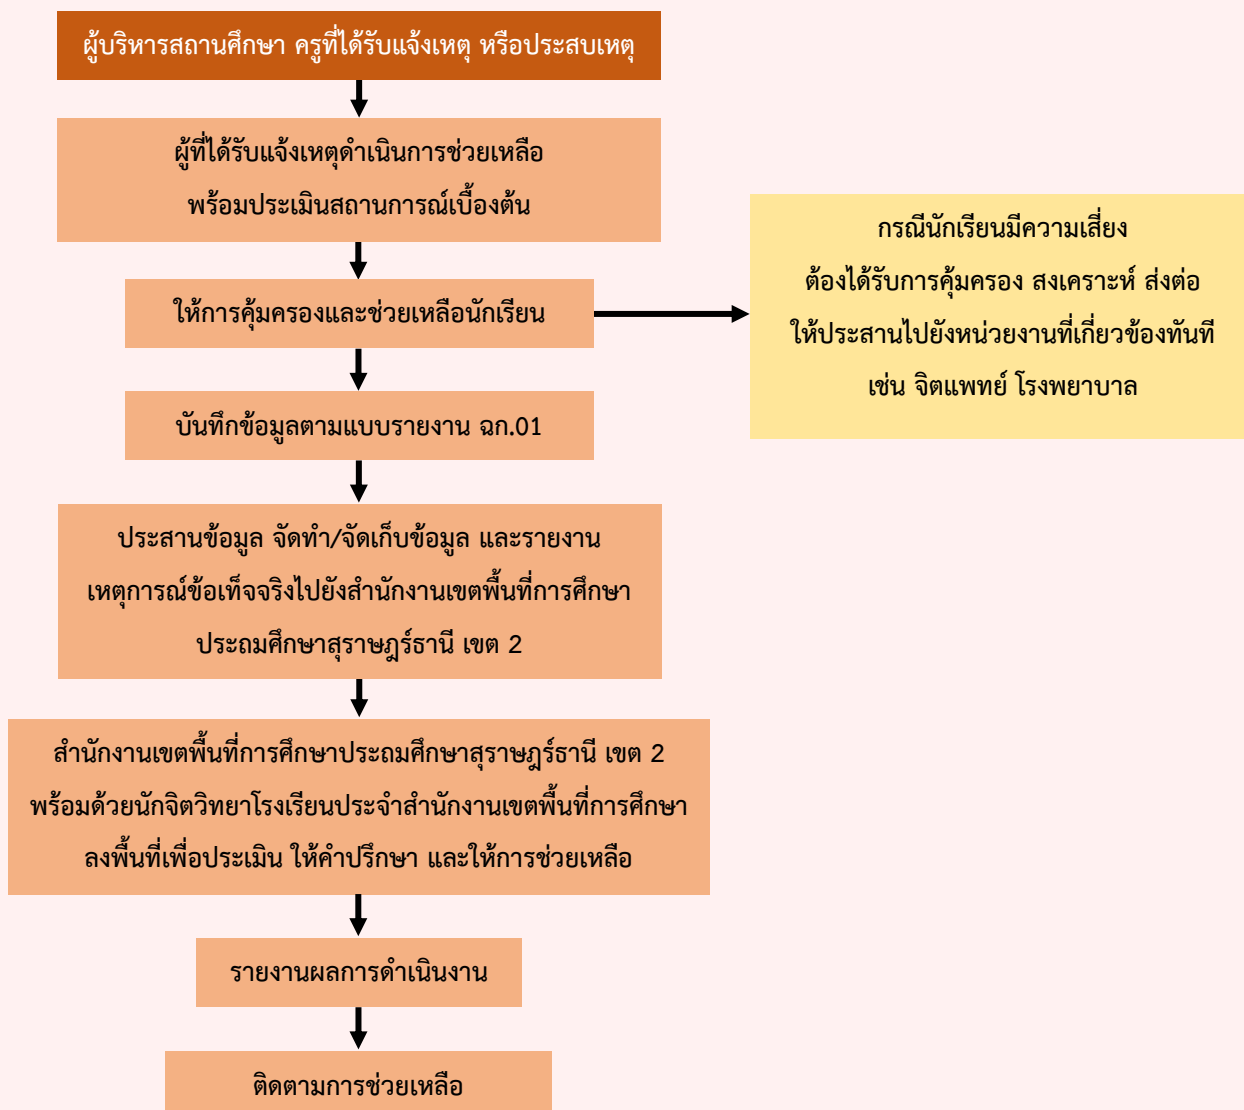 ผู้บริหารสถานศึกษา ครูที่ได้รับแจ้งเหตุ หรือประสบเหตุ
ผู้ที่ได้รับแจ้งเหตุดำเนินการช่วยเหลือ
พร้อมประเมินสถานการณ์เบื้องต้น
กรณีนักเรียนมีความเสี่ยง
ต้องได้รับการคุ้มครอง สงเคราะห์ ส่งต่อ
ให้ประสานไปยังหน่วยงานที่เกี่ยวข้องทันที
เช่น จิตแพทย์ โรงพยาบาล
ให้การคุ้มครองและช่วยเหลือนักเรียน
บันทึกข้อมูลตามแบบรายงาน ฉก.01
ประสานข้อมูล จัดทำ/จัดเก็บข้อมูล และรายงาน
เหตุการณ์ข้อเท็จจริงไปยังสำนักงานเขตพื้นที่การศึกษา
ประถมศึกษาสุราษฎร์ธานี เขต 2
สำนักงานเขตพื้นที่การศึกษาประถมศึกษาสุราษฎร์ธานี เขต 2
พร้อมด้วยนักจิตวิทยาโรงเรียนประจำสำนักงานเขตพื้นที่การศึกษา
ลงพื้นที่เพื่อประเมิน ให้คำปรึกษา และให้การช่วยเหลือ
รายงานผลการดำเนินงาน
ติดตามการช่วยเหลือ